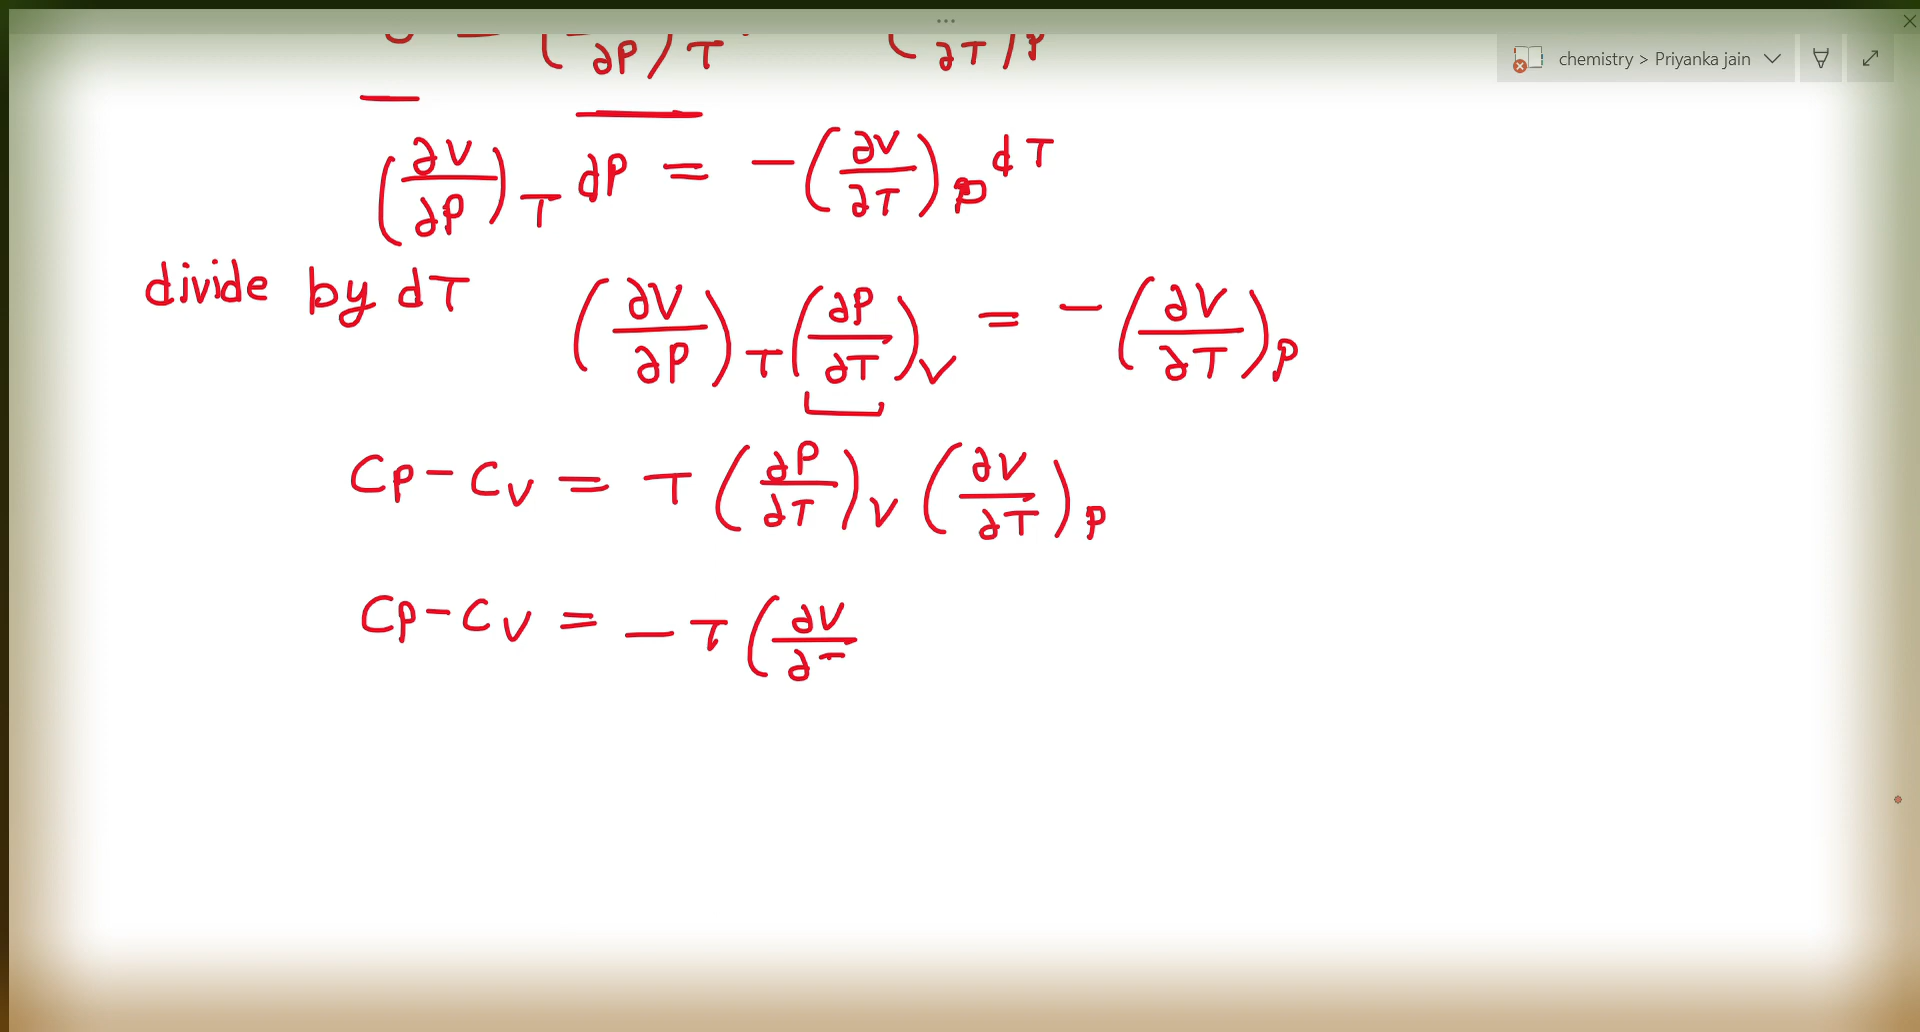 ...
chemistry > Priyanka jain
∂P)T ∂T)P
(∂V/∂P)T dP = -(∂V/∂T)P dT
divide by dT (∂V/∂P)T (∂P/∂T)V = -(∂V/∂T)P
CP-CV = T (∂P/∂T)V (∂V/∂T)P
CP-CV = -T (∂V/∂T